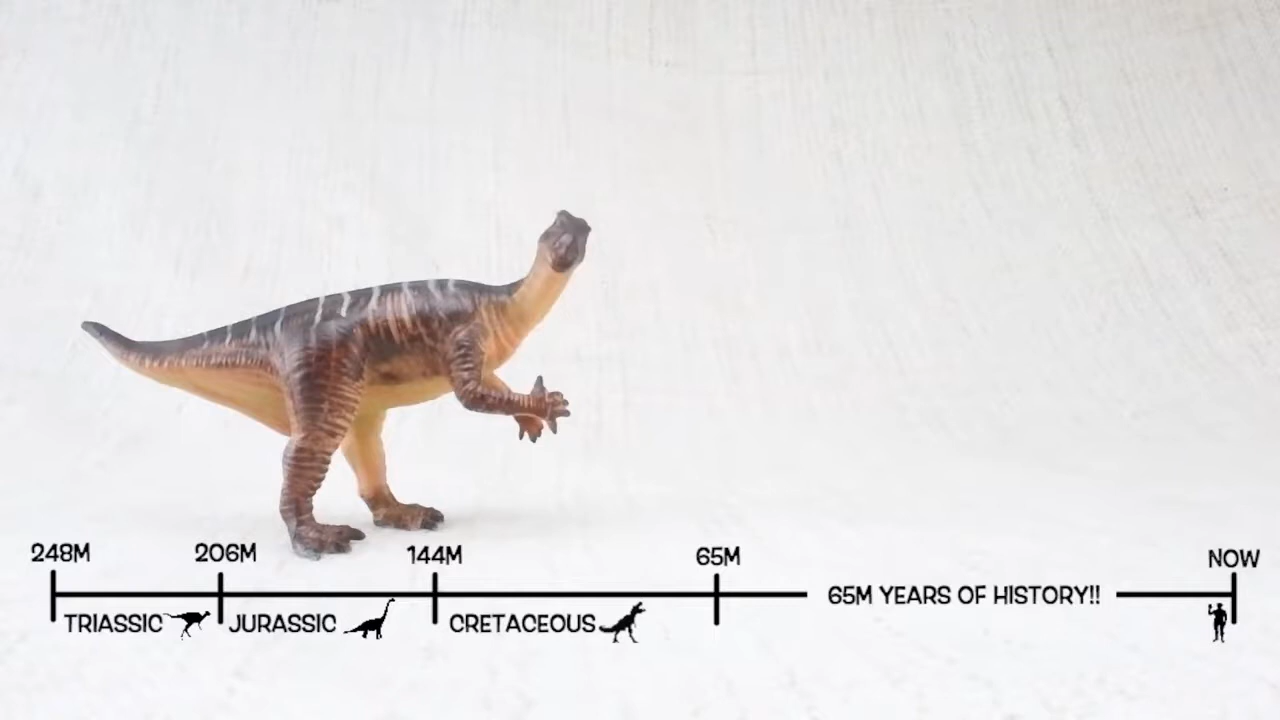 248M 206M 144M 65M NOW
65M YEARS OF HISTORY!!
TRIASSIC JURASSIC CRETACEOUS